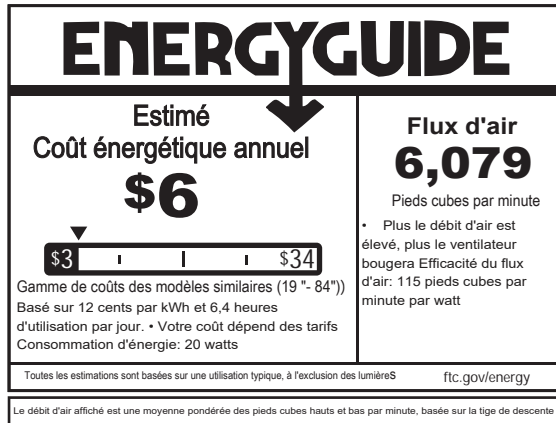 ENERGYGUIDE
Estimé
Coût énergétique annuel
$6
$3
$34
Gamme de coûts des modèles similaires (19 "- 84"))
Basé sur 12 cents par kWh et 6,4 heures
d'utilisation par jour. • Votre coût dépend des tarifs
Consommation d'énergie: 20 watts
Flux d'air
6,079
Pieds cubes par minute
• Plus le débit d'air est
élevé, plus le ventilateur
bougera Efficacité du flux
d'air: 115 pieds cubes par
minute par watt
Toutes les estimations sont basées sur une utilisation typique, à l'exclusion des lumièreS
ftc.gov/energy
Le débit d'air affiché est une moyenne pondérée des pieds cubes hauts et bas par minute, basée sur la tige de descente